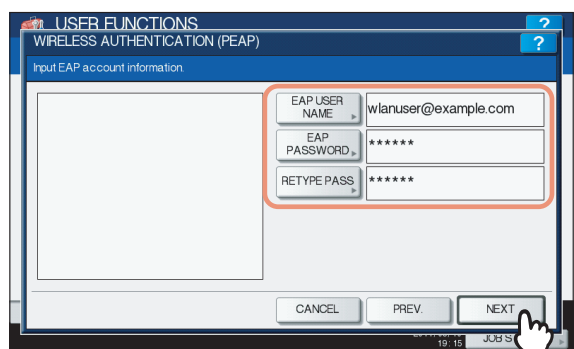 USER FUNCTIONS
?
WIRELESS AUTHENTICATION (PEAP)
?
Input EAP account information.
EAP USER
NAME
wlanuser@example.com
EAP
PASSWORD
******
RETYPE PASS
******
CANCEL
PREV.
NEXT
JOB S
19:15